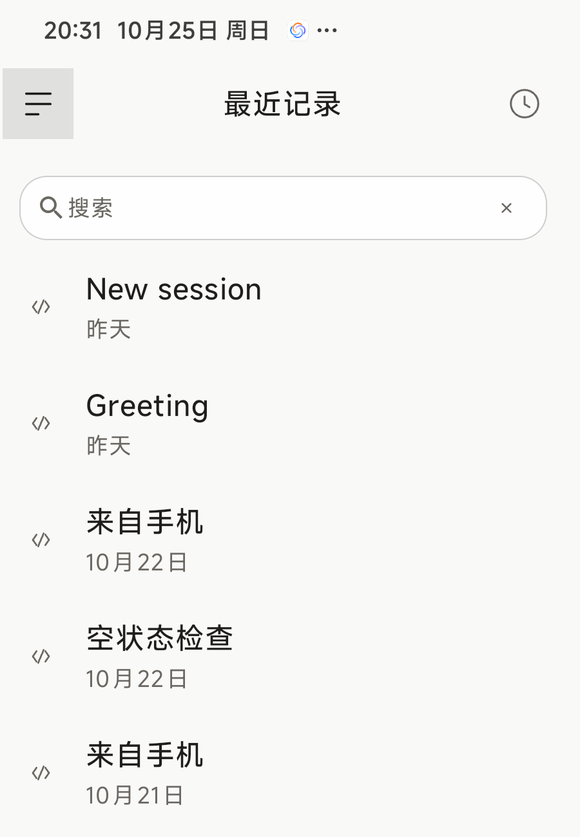 20:31 10月25日 周日
最近记录
搜索
New session
昨天
Greeting
昨天
来自手机
10月22日
空状态检查
10月22日
来自手机
10月21日